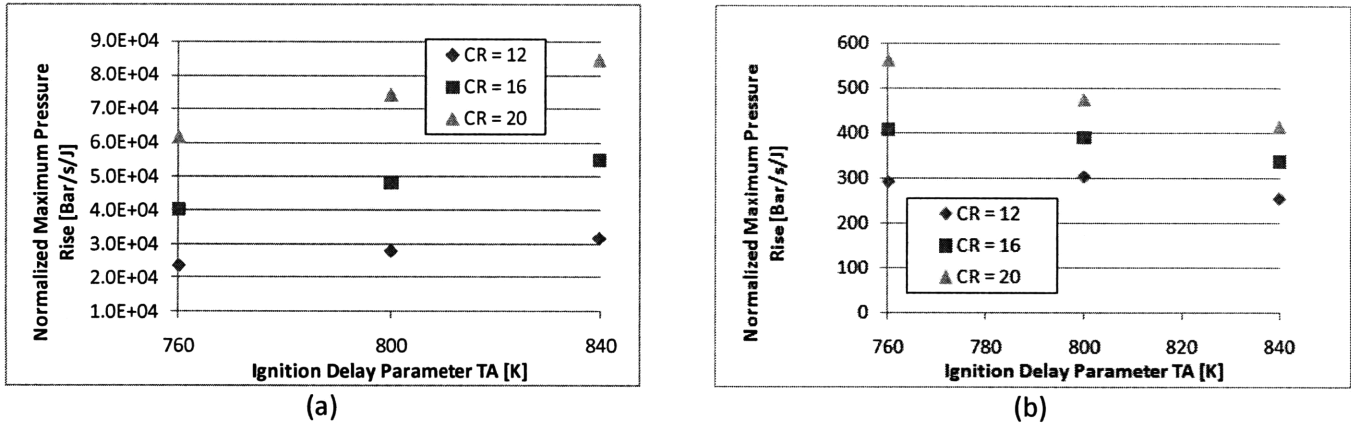 9.0E+04
8.0E+04
7.0E+04
6.0E+04
5.0E+04
4.0E+04
3.0E+04
2.0E+04
1.0E+04
Normalized Maximum Pressure
Rise [Bar/s/J]
CR = 12
CR = 16
CR = 20
760
800
840
Ignition Delay Parameter TA [K]
(a)
600
500
400
300
200
100
0
Normalized Maximum Pressure
Rise [Bar/s/J]
CR = 12
CR = 16
CR = 20
760
780
800
820
840
Ignition Delay Parameter TA [K]
(b)